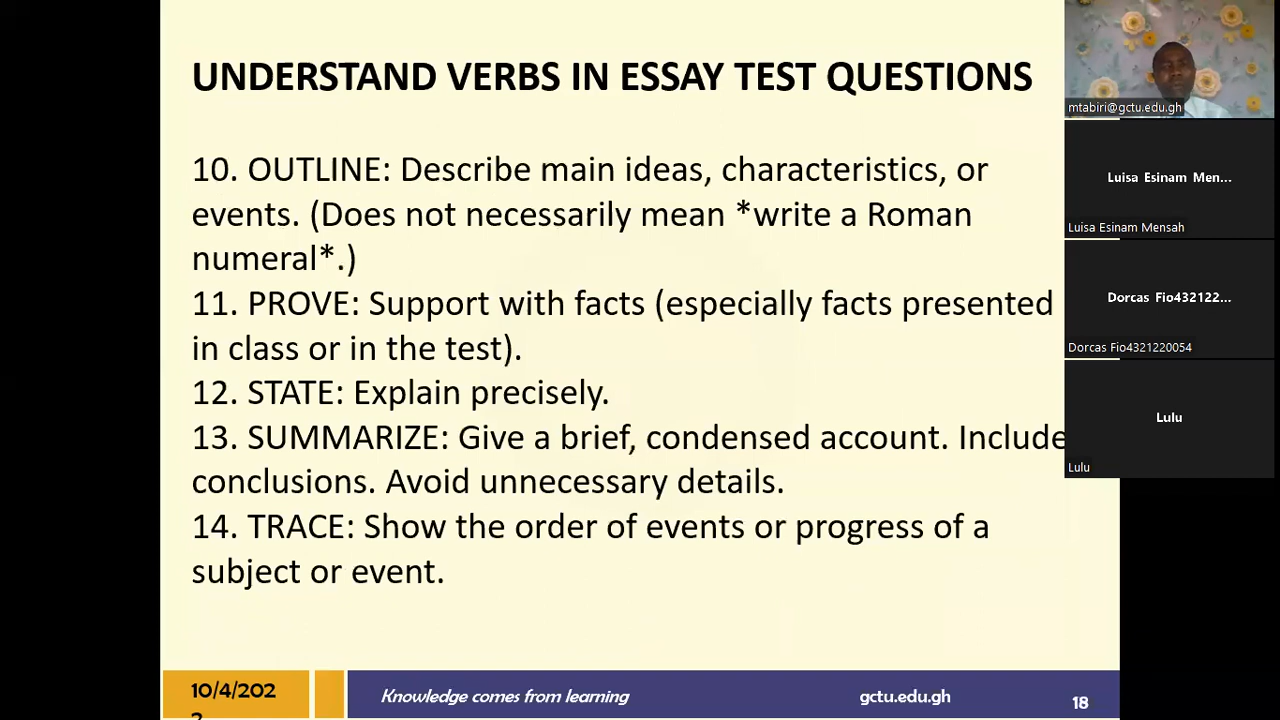 UNDERSTAND VERBS IN ESSAY TEST QUESTIONS
10. OUTLINE: Describe main ideas, characteristics, or
events. (Does not necessarily mean *write a Roman
numeral*.)
11. PROVE: Support with facts (especially facts presented
in class or in the test).
12. STATE: Explain precisely.
13. SUMMARIZE: Give a brief, condensed account. Include
conclusions. Avoid unnecessary details.
14. TRACE: Show the order of events or progress of a
subject or event.
10/4/202
Knowledge comes from learning
gctu.edu.gh
18
mtabiri@gctu.edu.gh
Luisa Esinam Men...
Luisa Esinam Mensah
Dorcas Fio432122...
Dorcas Fio4321220054
Lulu
Lulu